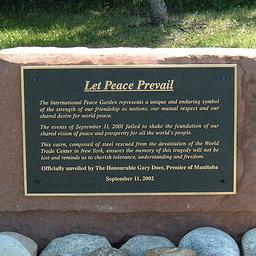 Let Peace Prevail
The International Peace Garden represents a unique and enduring symbol
of the strength of our friendship as nations, our mutual respect and our
shared desire for world peace.
The events of September 11, 2001 failed to shake the foundation of our
shared vision of peace and prosperity for all the world's people.
This cairn, composed of steel rescued from the devastation of the World
Trade Center in New York, ensures the memory of this tragedy will not be
lost and reminds us to cherish tolerance, understanding and freedom.
Officially unveiled by The Honourable Gary Doer, Premier of Manitoba
September 11, 2002